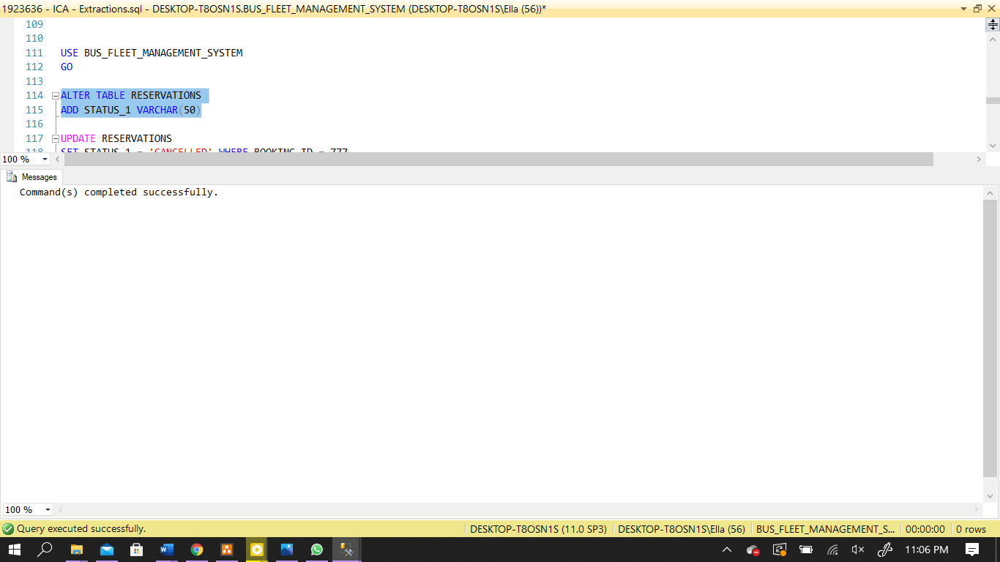 1923636 - ICA - Extractions.sql - DESKTOP-T8OSN1S.BUS_FLEET_MANAGEMENT_SYSTEM (DESKTOP-T8OSN1S\Ella (56))*
109
110
111 USE BUS_FLEET_MANAGEMENT_SYSTEM
112 GO
113
114 ALTER TABLE RESERVATIONS
115 ADD STATUS_1 VARCHAR(50)
116
117 UPDATE RESERVATIONS
118 SET STATUS_1 = 'CANCELLED' WHERE BOOKING_ID = 777
100 %
Messages
Command(s) completed successfully.
100 %
Query executed successfully. DESKTOP-T8OSN1S (11.0 SP3) DESKTOP-T8OSN1S\Ella (56) BUS_FLEET_MANAGEMENT_S... 00:00:00 0 rows
11:06 PM